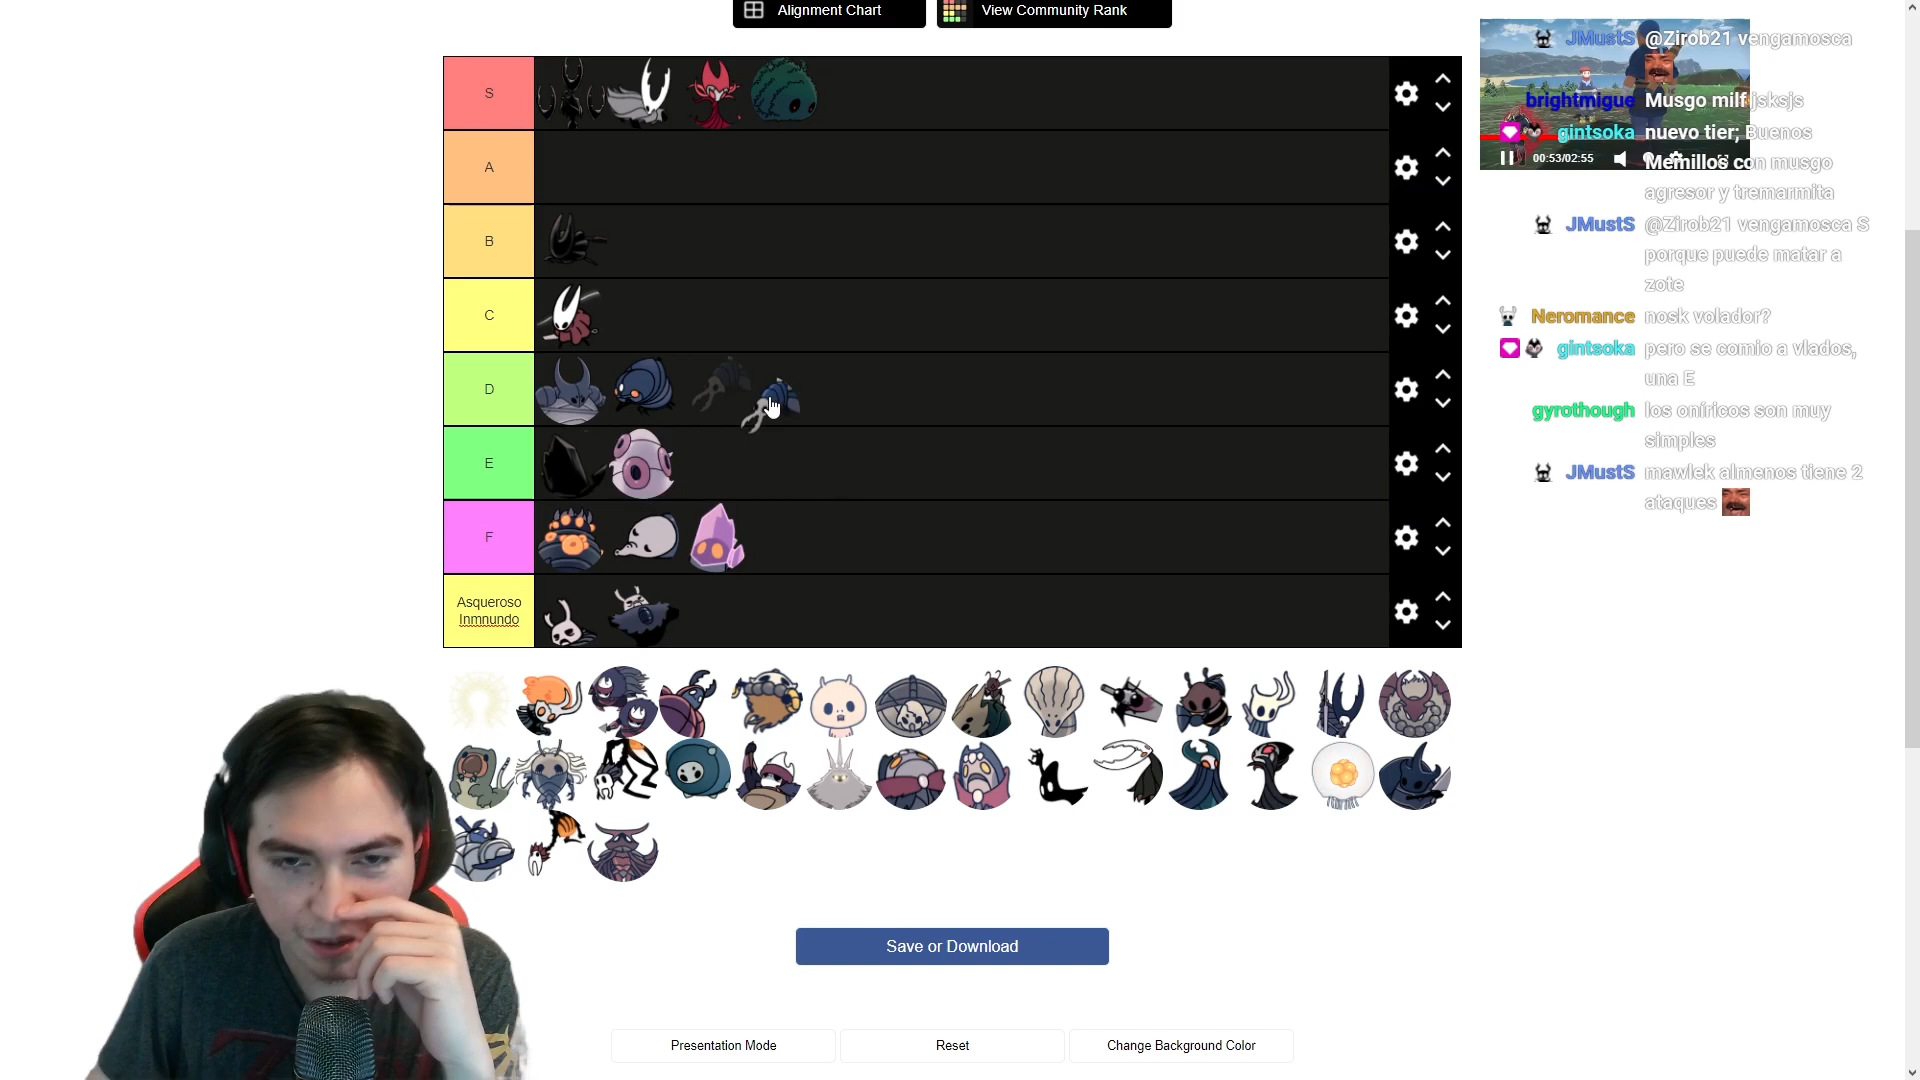 Alignment Chart
View Community Rank
S
A
B
C
D
E
F
Asqueroso
Inmnundo
JMustS @Zirob21 vengamosca
brightmigue Musgo milf jsksjs
gintsoka nuevo tier; Buenos
Memillos con musgo
agresor y tremarmita
00:53/02:55
JMustS @Zirob21 vengamosca S
porque puede matar a
zote
Neromance nosk volador?
gintsoka pero se comio a vlados,
una E
gyrothough los oníricos son muy
simples
JMustS mawlek almenos tiene 2
ataques
Save or Download
Presentation Mode
Reset
Change Background Color